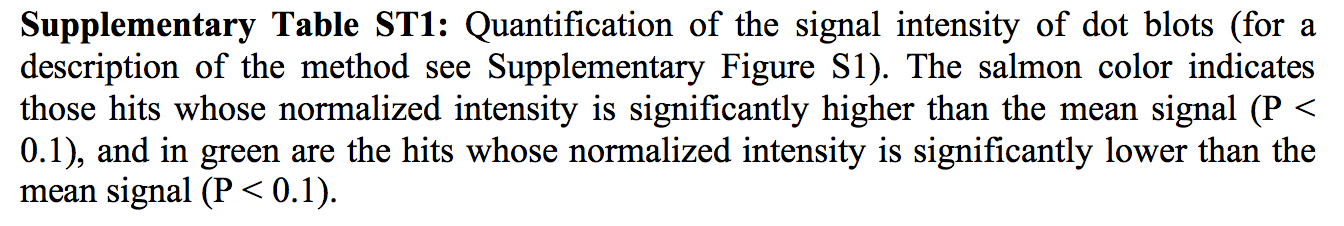 Supplementary Table ST1: Quantification of the signal intensity of dot blots (for a
description of the method see Supplementary Figure S1). The salmon color indicates
those hits whose normalized intensity is significantly higher than the mean signal (P <
0.1), and in green are the hits whose normalized intensity is significantly lower than the
mean signal (P < 0.1).